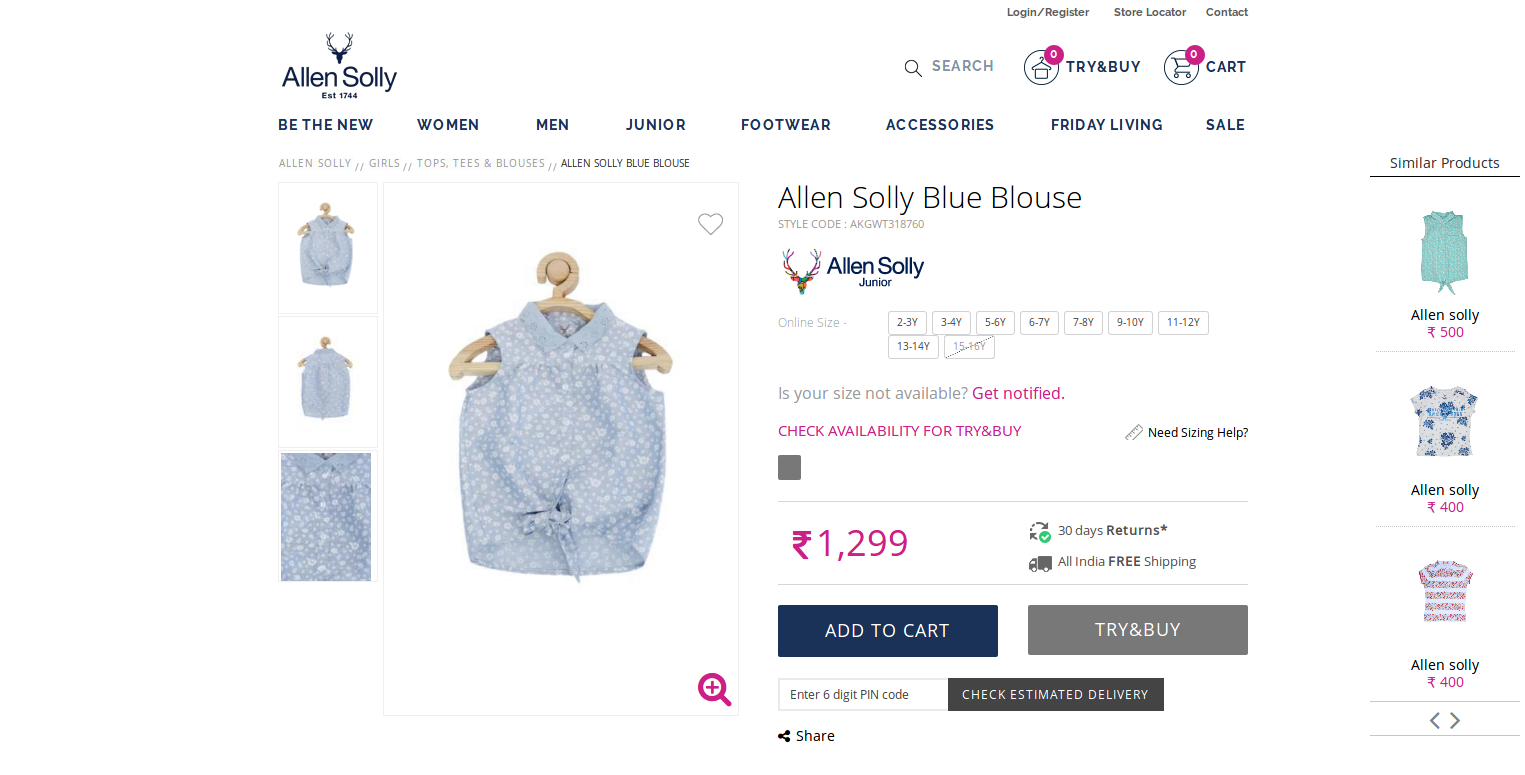 Login/Register Store Locator Contact
Allen Solly
Est 1744
SEARCH 0 TRY&BUY 0 CART
BE THE NEW WOMEN MEN JUNIOR FOOTWEAR ACCESSORIES FRIDAY LIVING SALE
ALLEN SOLLY // GIRLS // TOPS, TEES & BLOUSES // ALLEN SOLLY BLUE BLOUSE
Allen Solly Blue Blouse
STYLE CODE : AKGWT318760
Allen Solly
Junior
Online Size - 2-3Y 3-4Y 5-6Y 6-7Y 7-8Y 9-10Y 11-12Y
13-14Y 15-16Y
Is your size not available? Get notified.
CHECK AVAILABILITY FOR TRY&BUY Need Sizing Help?
₹ 1,299
30 days Returns*
All India FREE Shipping
ADD TO CART TRY&BUY
Enter 6 digit PIN code CHECK ESTIMATED DELIVERY
Share
Similar Products
Allen solly
₹ 500
Allen solly
₹ 400
Allen solly
₹ 400